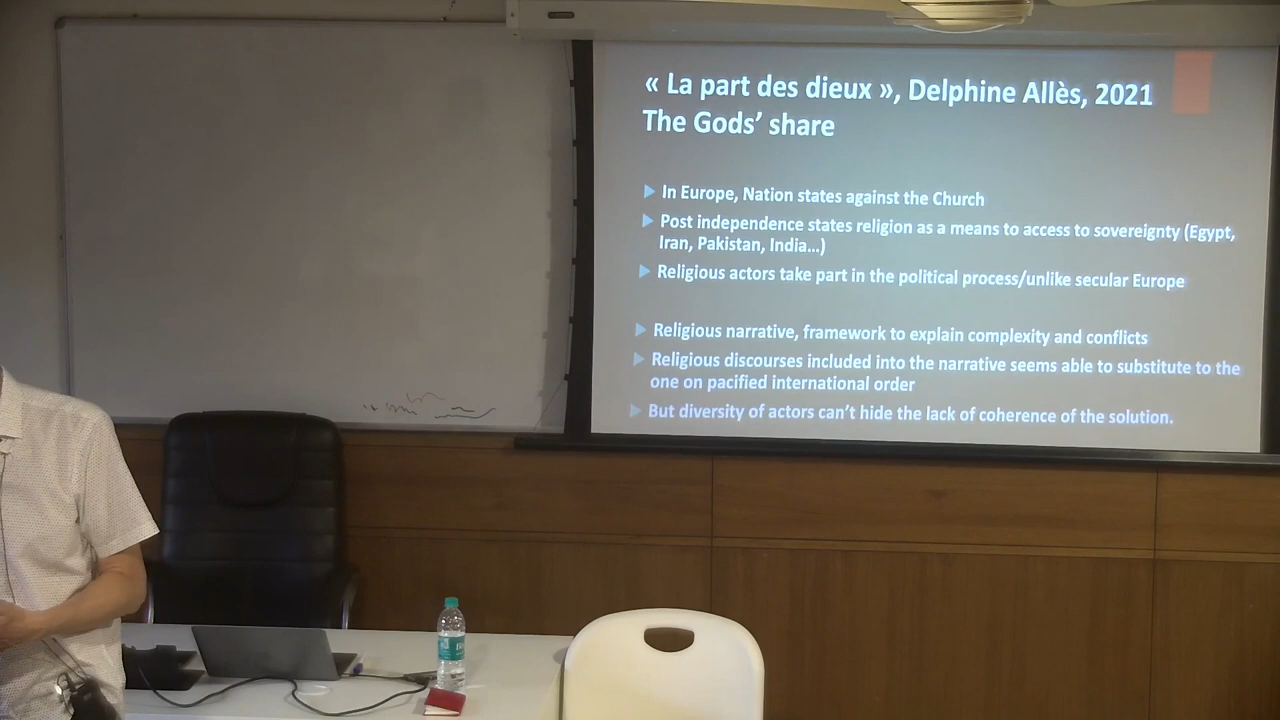 « La part des dieux », Delphine Allès, 2021
The Gods' share
In Europe, Nation states against the Church
Post independence states religion as a means to access to sovereignty (Egypt,
Iran, Pakistan, India…)
Religious actors take part in the political process/unlike secular Europe
Religious narrative, framework to explain complexity and conflicts
Religious discourses included into the narrative seems able to substitute to the
one on pacified international order
But diversity of actors can't hide the lack of coherence of the solution.